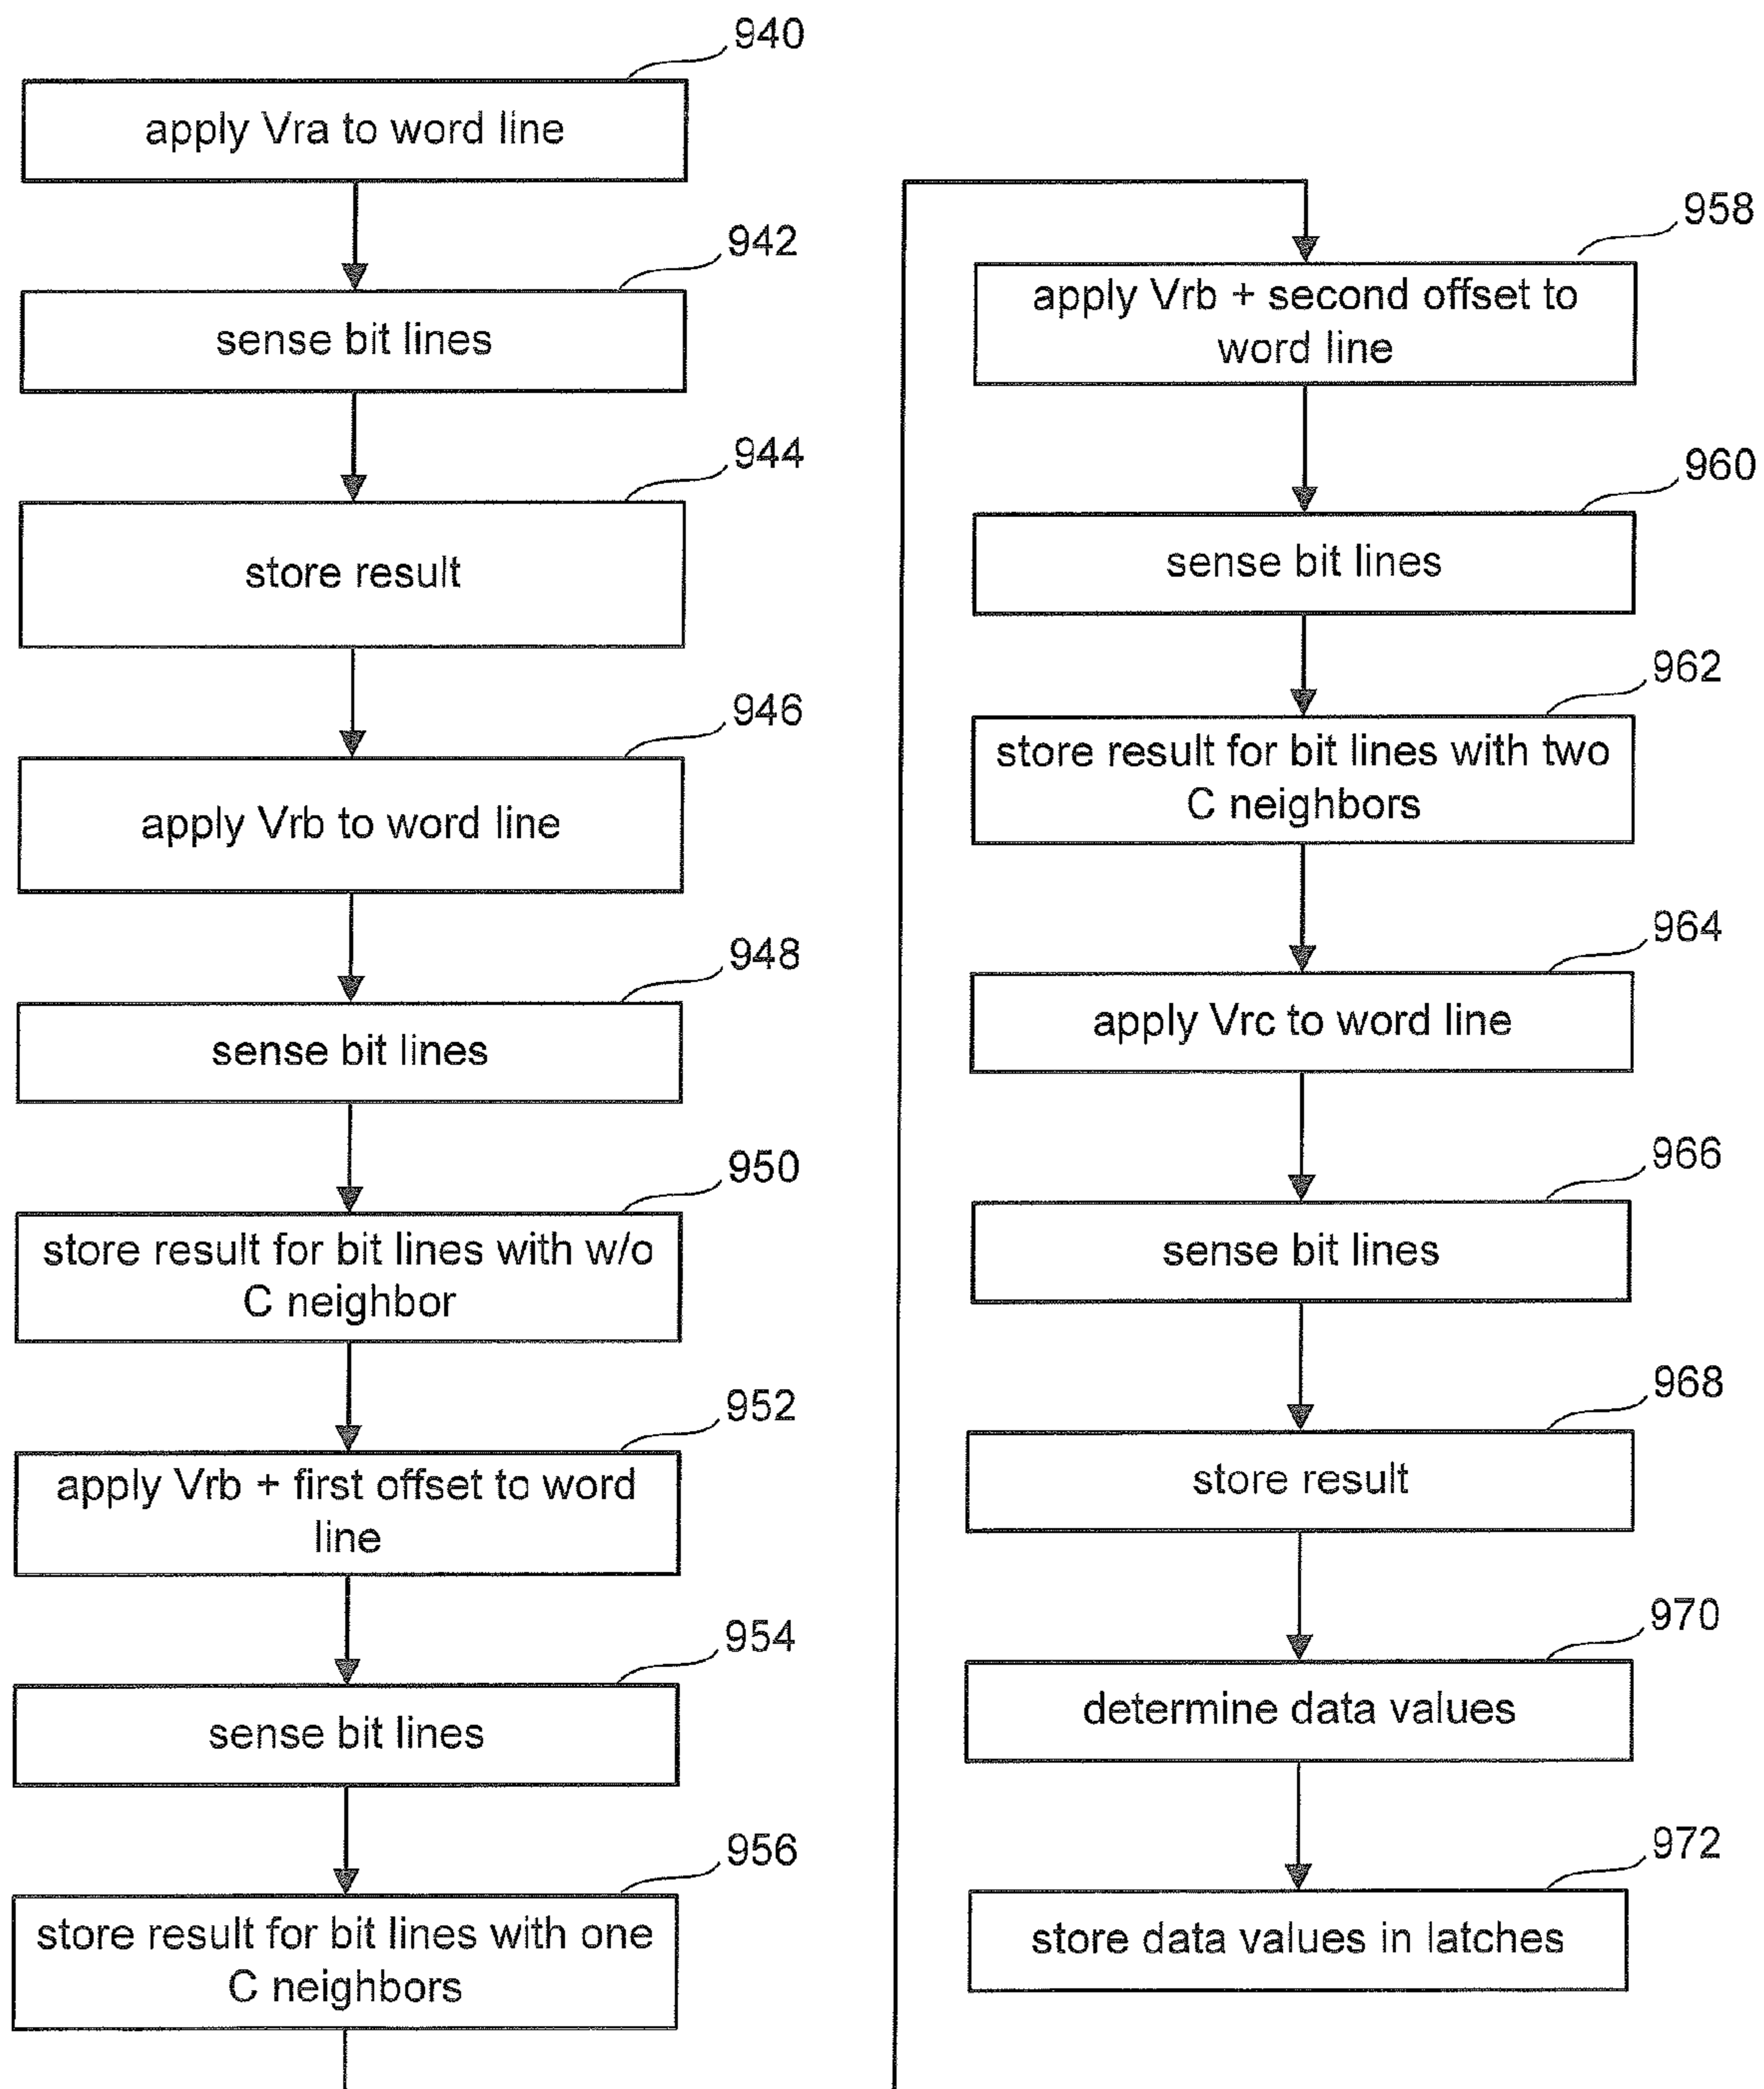 940
apply Vra to word line
942
sense bit lines
944
store result
946
apply Vrb to word line
948
sense bit lines
950
store result for bit lines with w/o
C neighbor
952
apply Vrb + first offset to word
line
954
sense bit lines
956
store result for bit lines with one
C neighbors
958
apply Vrb + second offset to
word line
960
sense bit lines
962
store result for bit lines with two
C neighbors
964
apply Vrc to word line
966
sense bit lines
968
store result
970
determine data values
972
store data values in latches